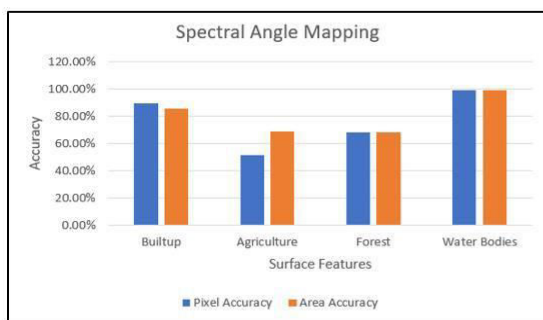 Spectral Angle Mapping
120.00%
100.00%
80.00%
60.00%
40.00%
20.00%
0.00%
Accuracy
Builtup Agriculture Forest Water Bodies
Surface Features
Pixel Accuracy Area Accuracy